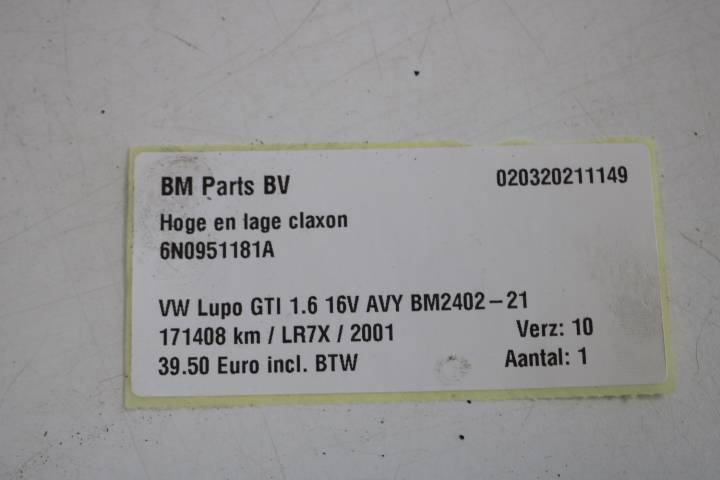 BM Parts BV 020320211149
Hoge en lage claxon
6N0951181A
VW Lupo GTI 1.6 16V AVY BM2402-21
171408 km / LR7X / 2001 Verz: 10
39.50 Euro incl. BTW Aantal: 1